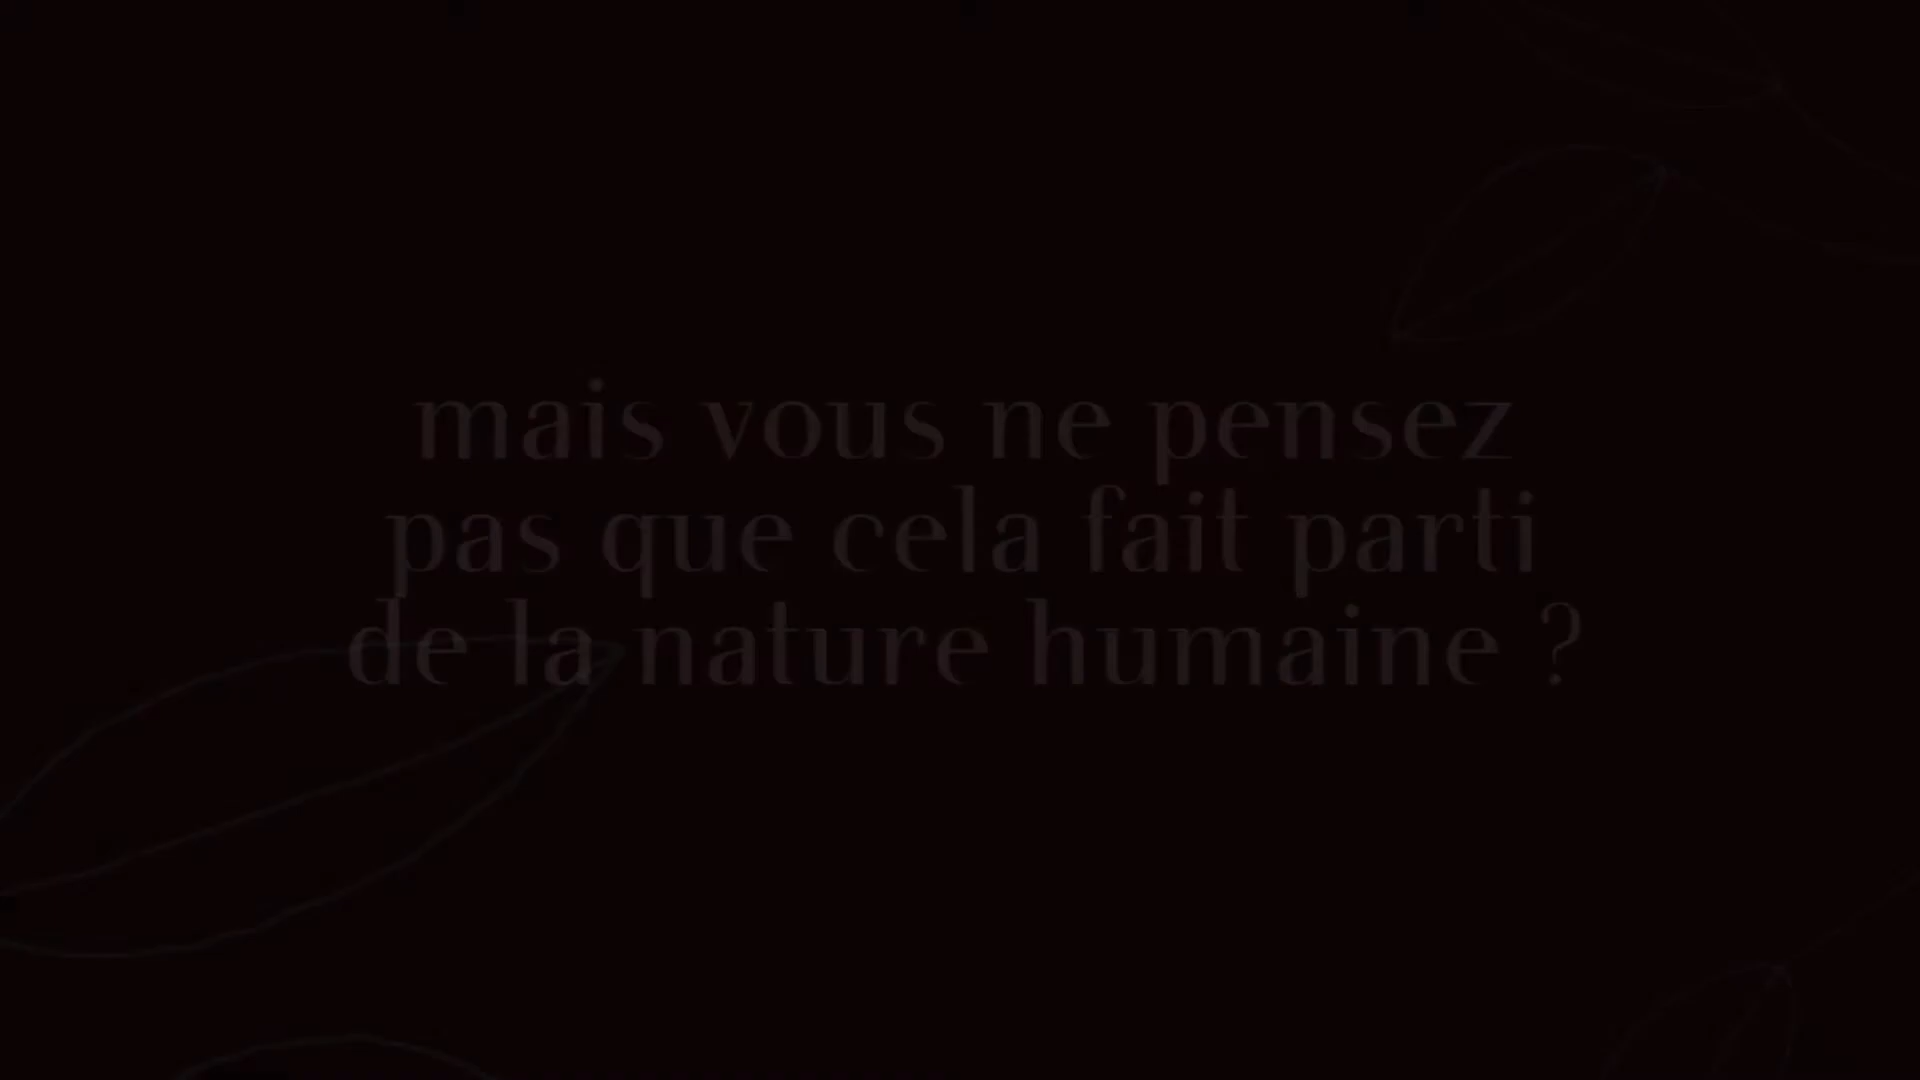 mais vous ne pensez
pas que cela fait parti
de la nature humaine ?